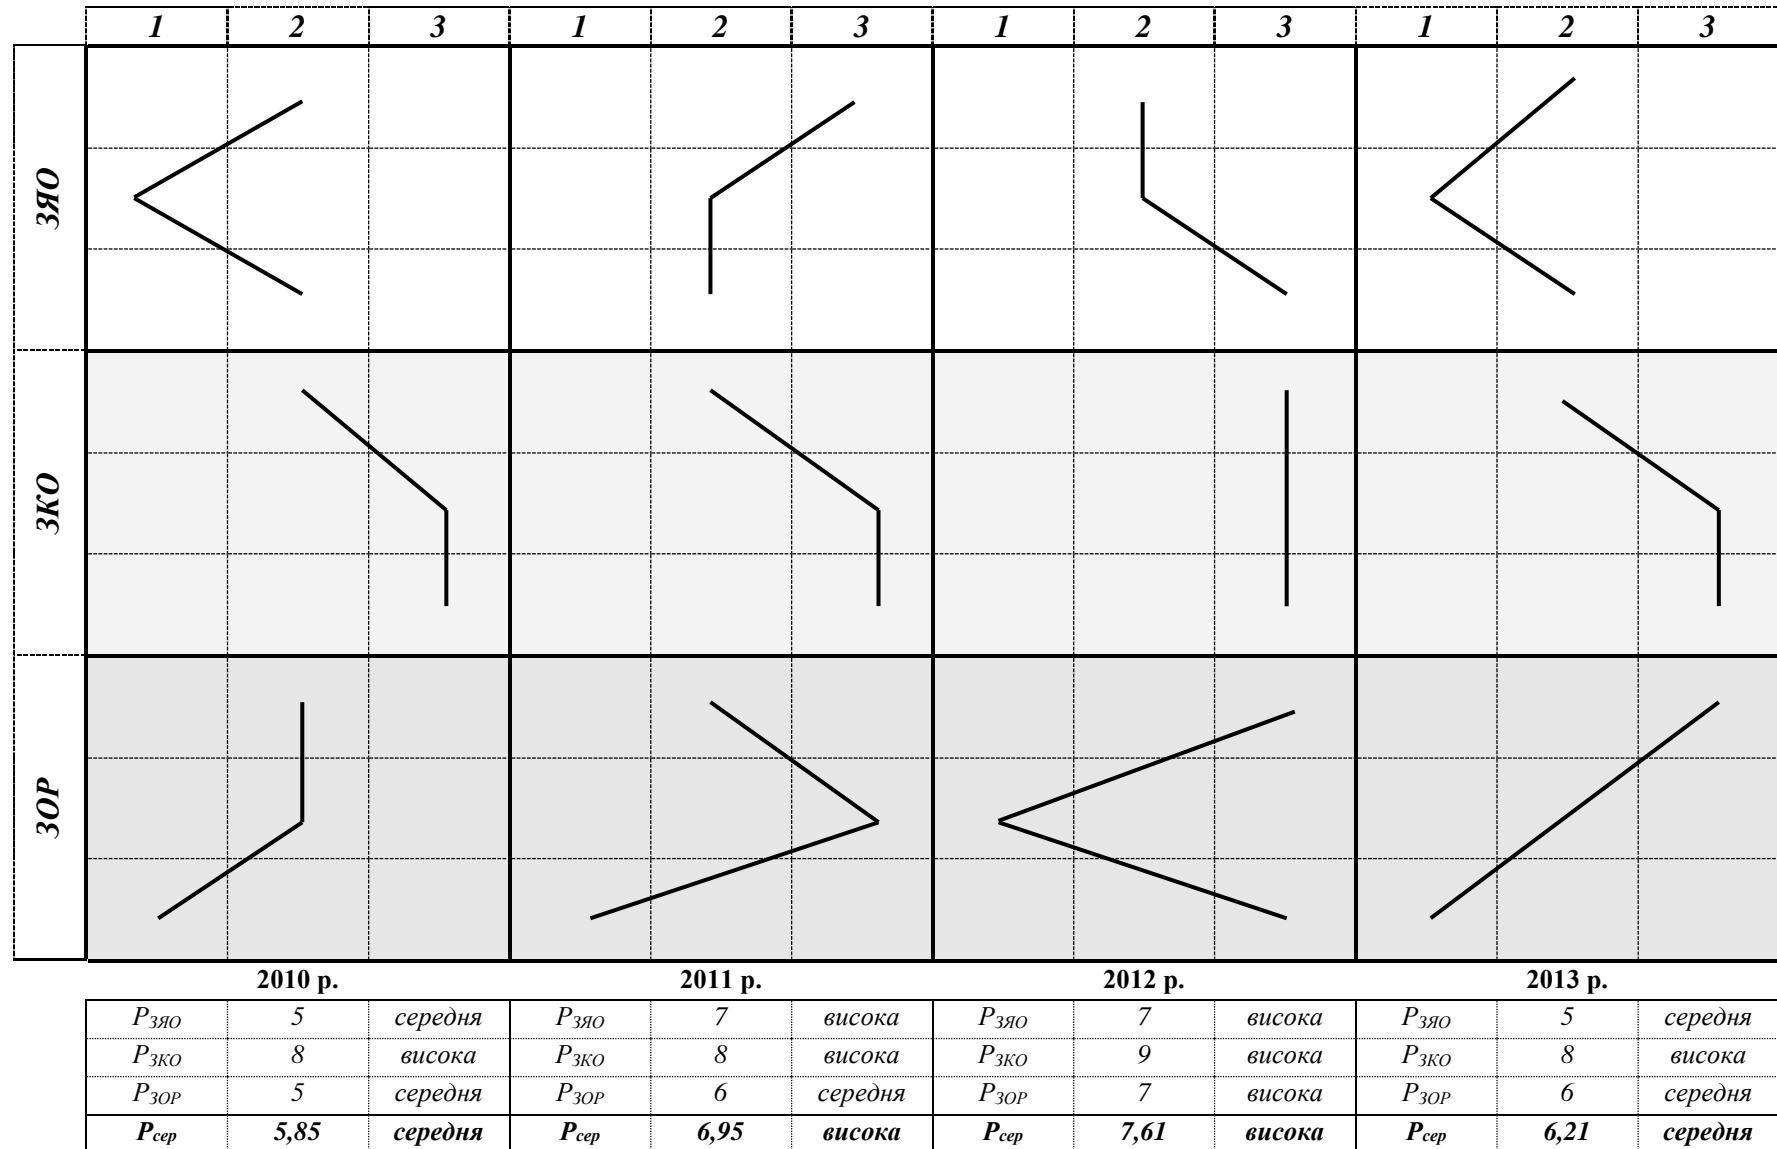 1 2 3 1 2 3 1 2 3 1 2 3
ЗЯО
ЗКО
ЗОР
2010 р. 2011 р. 2012 р. 2013 р.
PЗЯО 5 середня PЗЯО 7 висока PЗЯО 7 висока PЗЯО 5 середня
PЗКО 8 висока PЗКО 8 висока PЗКО 9 висока PЗКО 8 висока
PЗОР 5 середня PЗОР 6 середня PЗОР 7 висока PЗОР 6 середня
Pсер 5,85 середня Pсер 6,95 висока Pсер 7,61 висока Pсер 6,21 середня